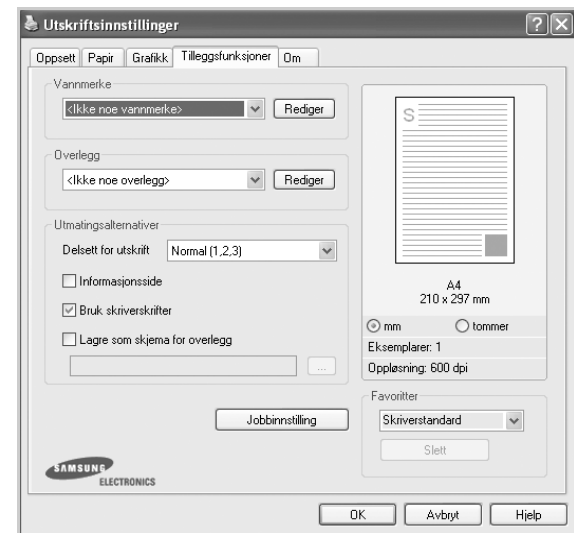 Utskriftsinnstillinger
Oppsett Papir Grafikk Tilleggsfunksjoner Om
Vannmerke
<Ikke noe vannmerke> Rediger
Overlegg
<Ikke noe overlegg> Rediger
Utmatingsalternativer
Delsett for utskrift Normal (1,2,3)
Informasjonsside
Bruk skriverskrifter
Lagre som skjema for overlegg
...
Jobbinnstilling
SAMSUNG
ELECTRONICS
S
A4
210 x 297 mm
mm tommer
Eksemplarer: 1
Oppløsning: 600 dpi
Favoritter
Skriverstandard
Slett
OK Avbryt Hjelp